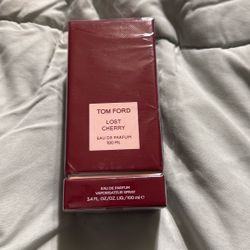 TOM FORD
LOST
CHERRY
EAU DE PARFUM
100 ML
EAU DE PARFUM
VAPORISATEUR SPRAY
3.4 FL.OZ./OZ.LIQ./100 ml ℮